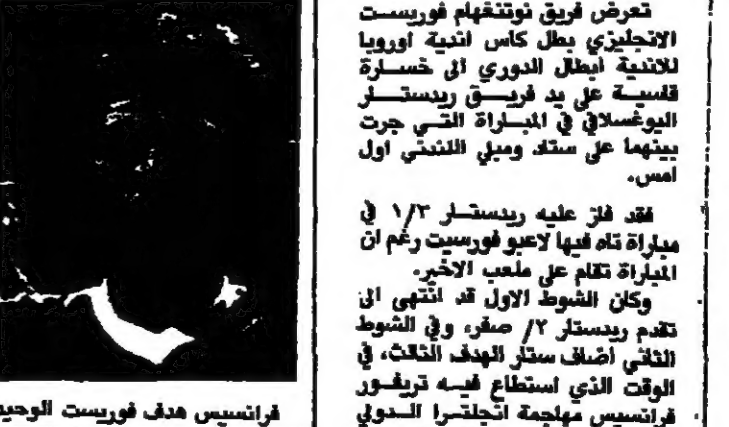 تعرض فريق نوتنغهام فوريست
الانجليزي بطل كاس اندية اوروبا
للاندية ابطال الدوري الى خسارة
قاسية على يد فريق ريدستار
اليوغسلافي في المباراة التي جرت
بينهما على ستاد ومبلي اللندني اول
امس.
فقد فاز عليه ريدستار ١/٣ في
مباراة تاه فيها لاعبو فورسيت رغم ان
المباراة تقام على ملعب الاخير.
وكان الشوط الاول قد انتهى الى
تقدم ريدستار ٢/ صفر، وفي الشوط
الثاني اضاف ستار الهدف الثالث، في
الوقت الذي استطاع فيه تريفور
فرانسيس مهاجمة انجلترا الدولي
فرانسيس هدف فوريست الوحيد